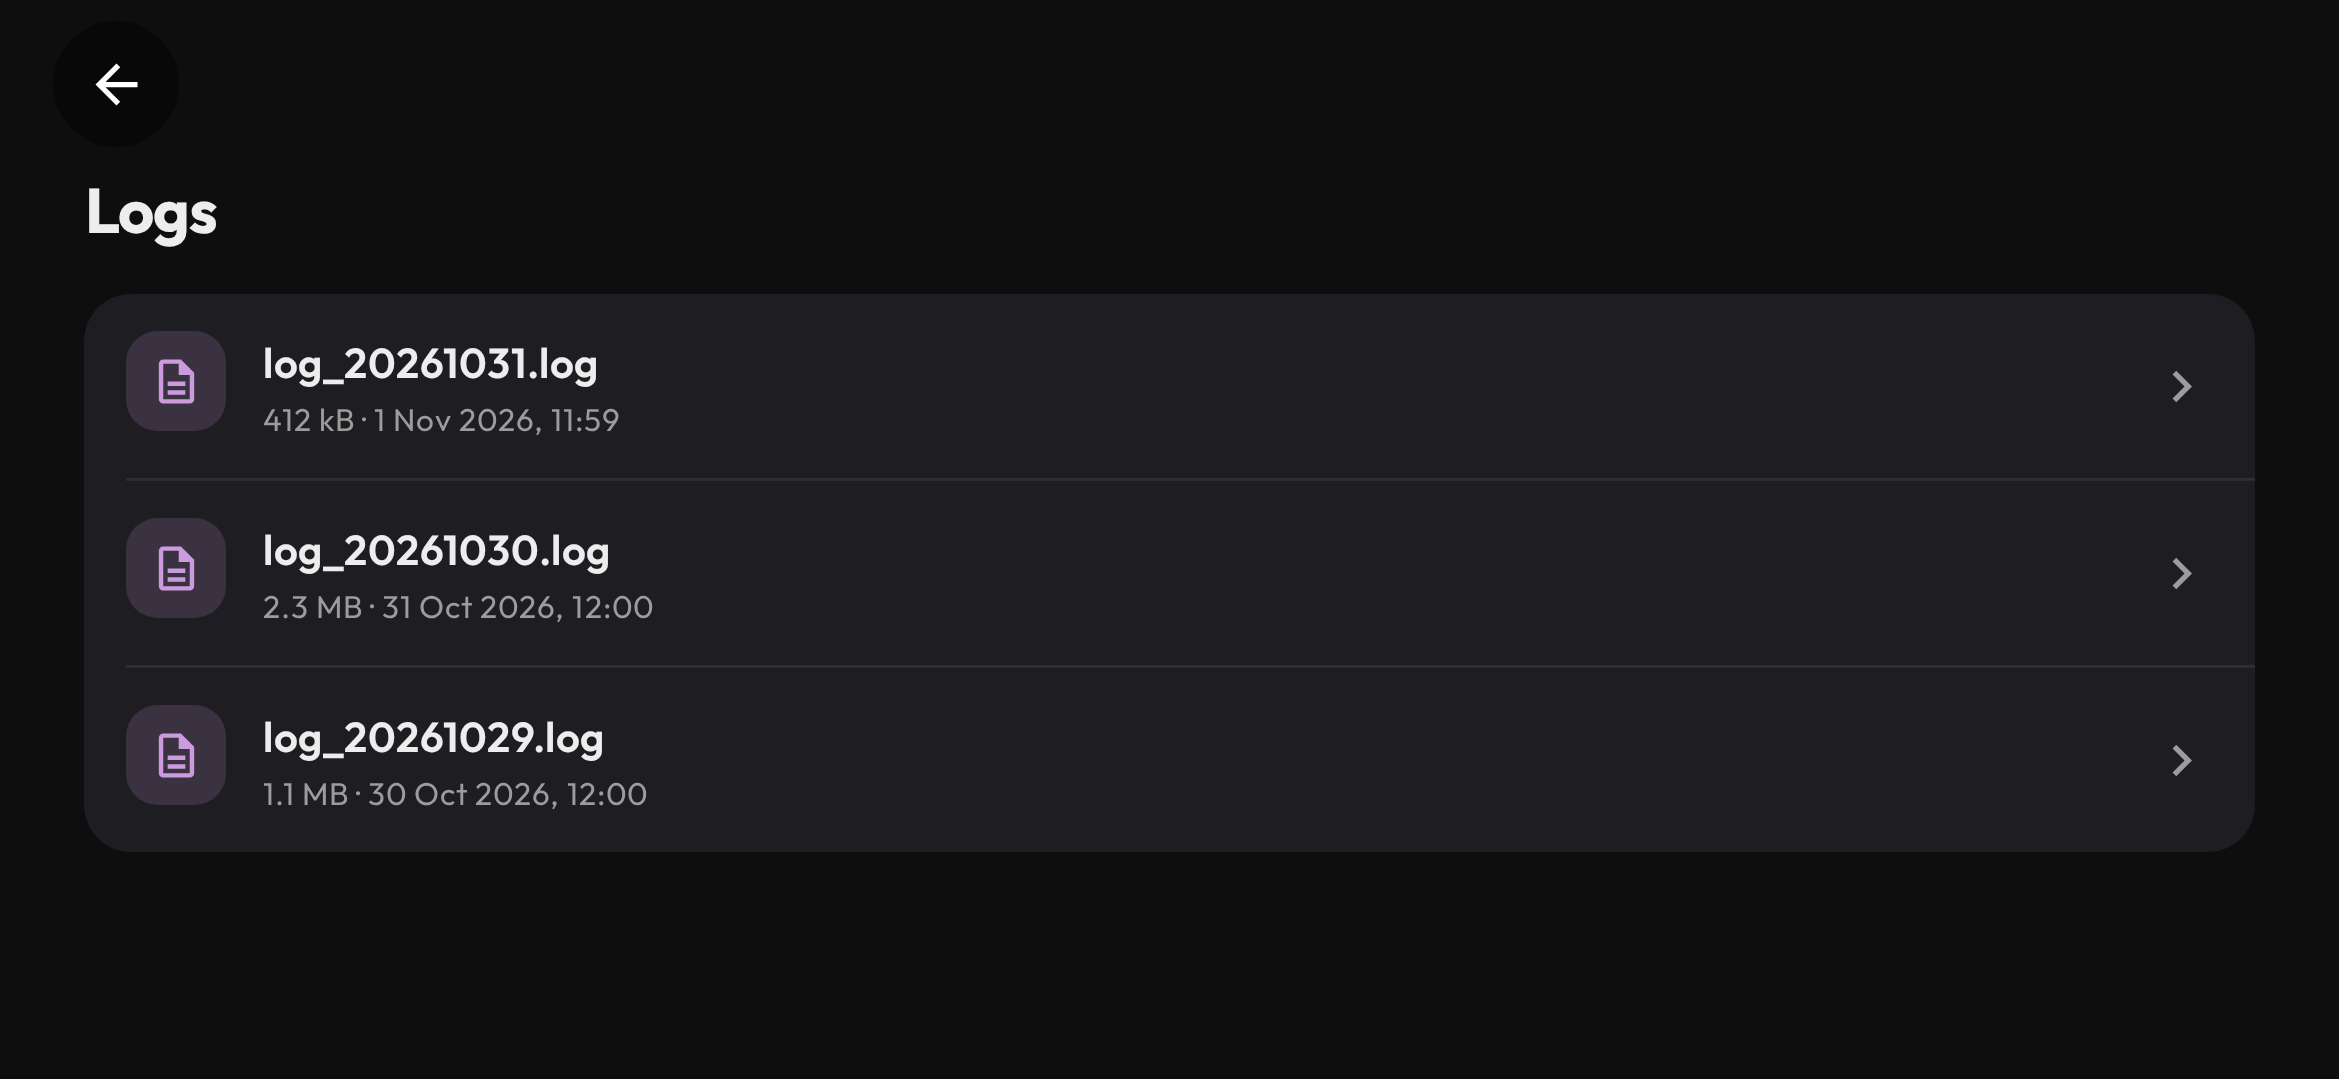 Logs
log_20261031.log
412 kB · 1 Nov 2026, 11:59
log_20261030.log
2.3 MB · 31 Oct 2026, 12:00
log_20261029.log
1.1 MB · 30 Oct 2026, 12:00